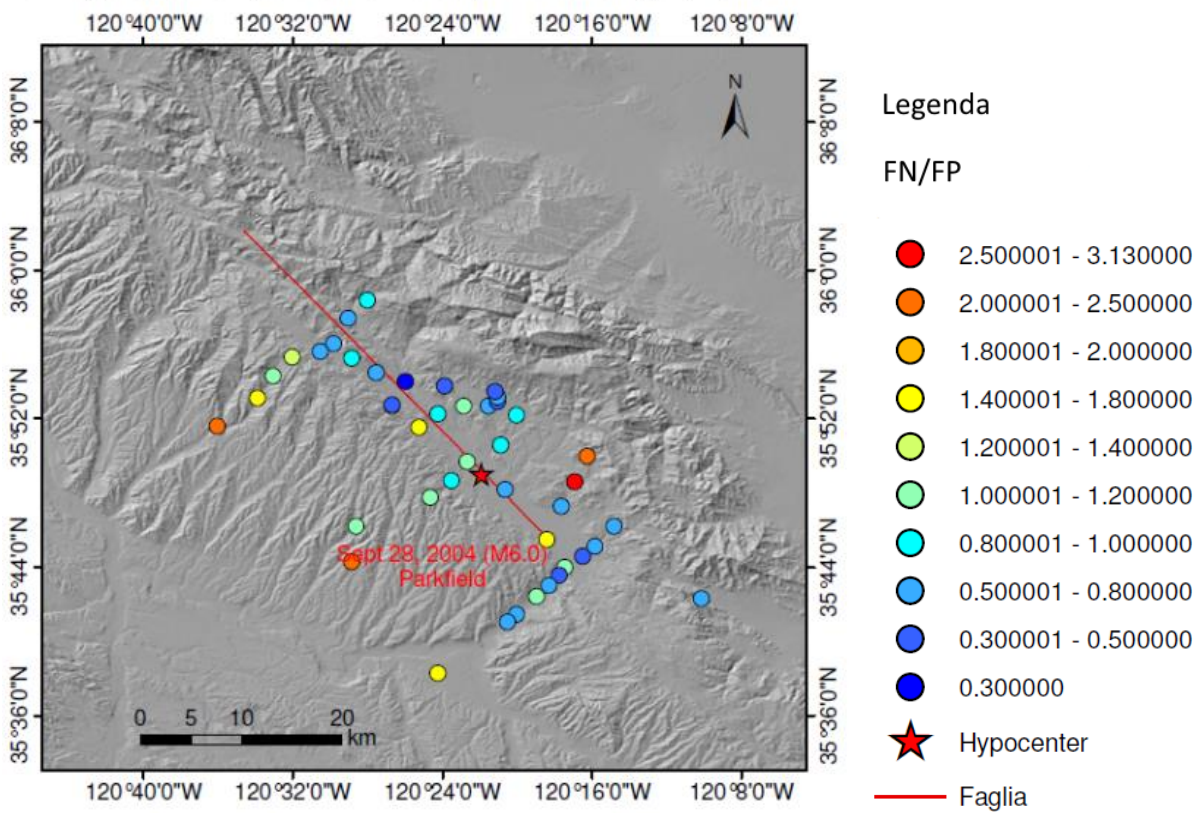 120°40'0"W 120°32'0"W 120°24'0"W 120°16'0"W 120°8'0"W
36°8'0"N 36°8'0"N
36°0'0"N 36°0'0"N
35°52'0"N 35°52'0"N
35°44'0"N 35°44'0"N
35°36'0"N 35°36'0"N
N
Sept 28, 2004 (M6.0)
Parkfield
0 5 10 20
km
120°40'0"W 120°32'0"W 120°24'0"W 120°16'0"W 120°8'0"W
Legenda
FN/FP
2.500001 - 3.130000
2.000001 - 2.500000
1.800001 - 2.000000
1.400001 - 1.800000
1.200001 - 1.400000
1.000001 - 1.200000
0.800001 - 1.000000
0.500001 - 0.800000
0.300001 - 0.500000
0.300000
Hypocenter
Faglia